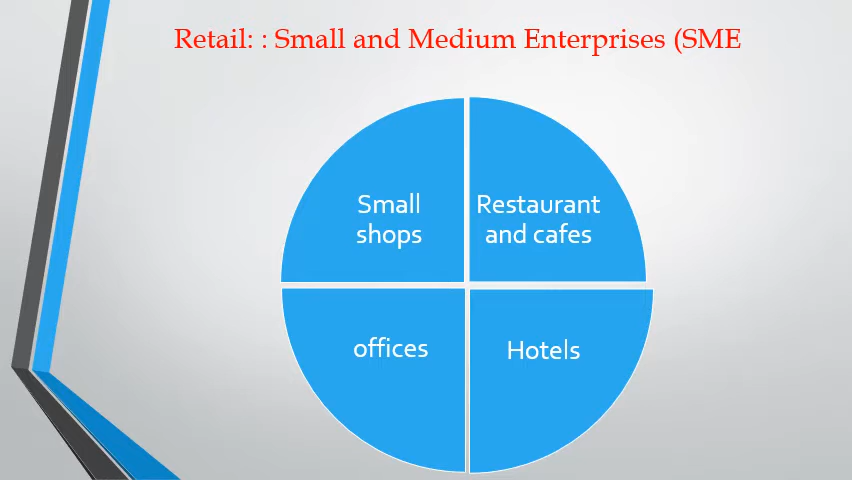 Retail: : Small and Medium Enterprises (SME
Small
shops
Restaurant
and cafes
offices
Hotels